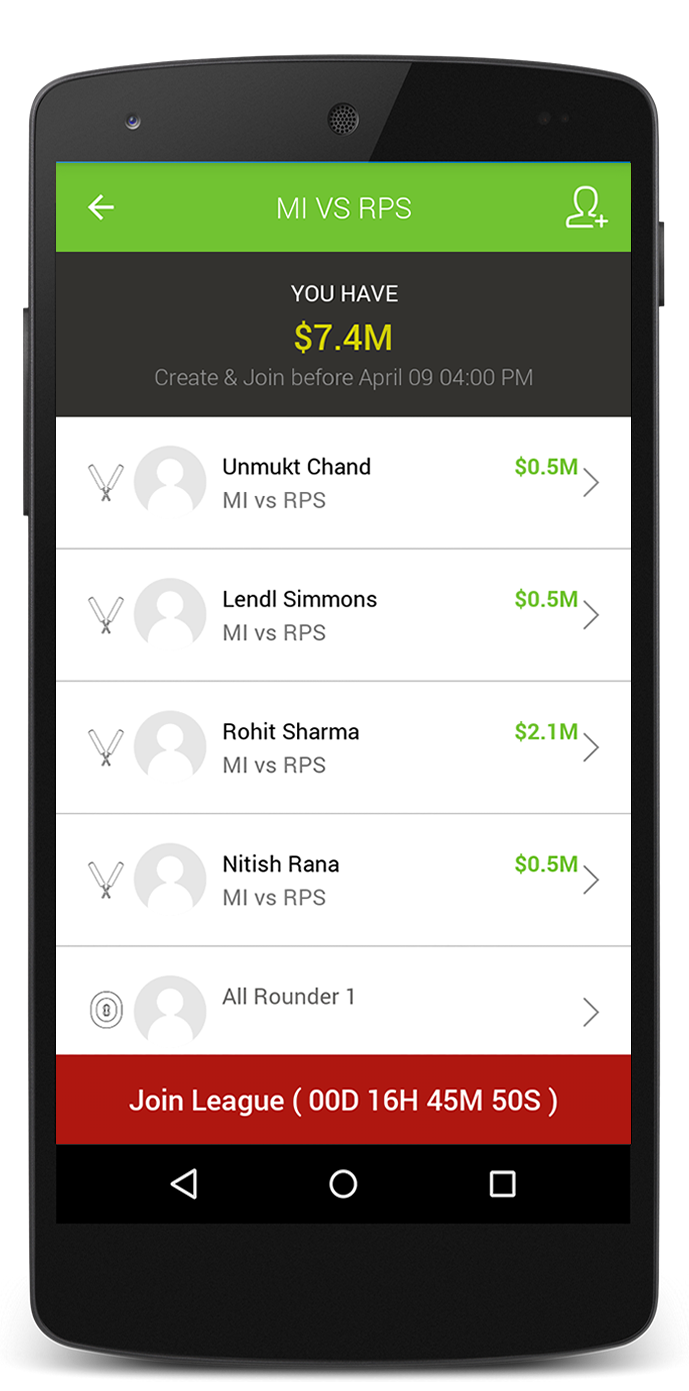 MI VS RPS
YOU HAVE
$7.4M
Create & Join before April 09 04:00 PM
Unmukt Chand $0.5M
MI vs RPS
Lendl Simmons $0.5M
MI vs RPS
Rohit Sharma $2.1M
MI vs RPS
Nitish Rana $0.5M
MI vs RPS
All Rounder 1
Join League ( 00D 16H 45M 50S )